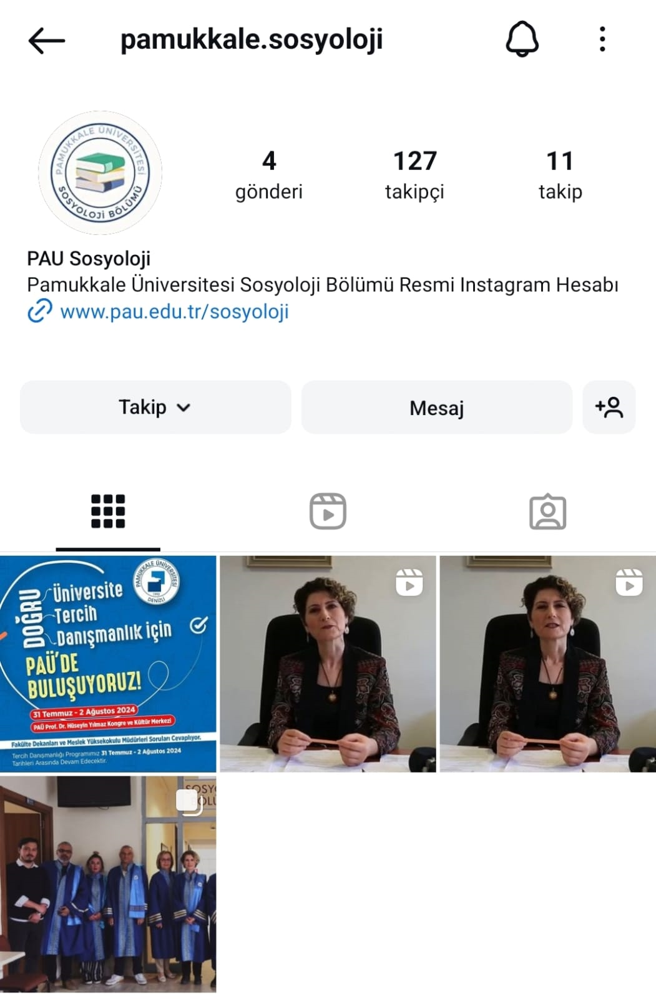 pamukkale.sosyoloji
PAMUKKALE ÜNİVERSİTESİ
SOSYOLOJİ BÖLÜMÜ
4
gönderi
127
takipçi
11
takip
PAU Sosyoloji
Pamukkale Üniversitesi Sosyoloji Bölümü Resmi Instagram Hesabı
www.pau.edu.tr/sosyoloji
Takip
Mesaj
PAMUKKALE ÜNİVERSİTESİ
1992
DENİZLİ
DOĞRU
Üniversite
Tercih
Danışmanlık için
PAÜ'DE
BULUŞUYORUZ!
31 Temmuz - 2 Ağustos 2024
PAÜ Prof. Dr. Hüseyin Yılmaz Kongre ve Kültür Merkezi
Fakülte Dekanları ve Meslek Yüksekokulu Müdürleri Soruları Cevaplıyor.
Tercih Danışmanlığı Programımız 31 Temmuz - 2 Ağustos 2024
Tarihleri Arasında Devam Edecektir.
SOSY
BÖLÜ